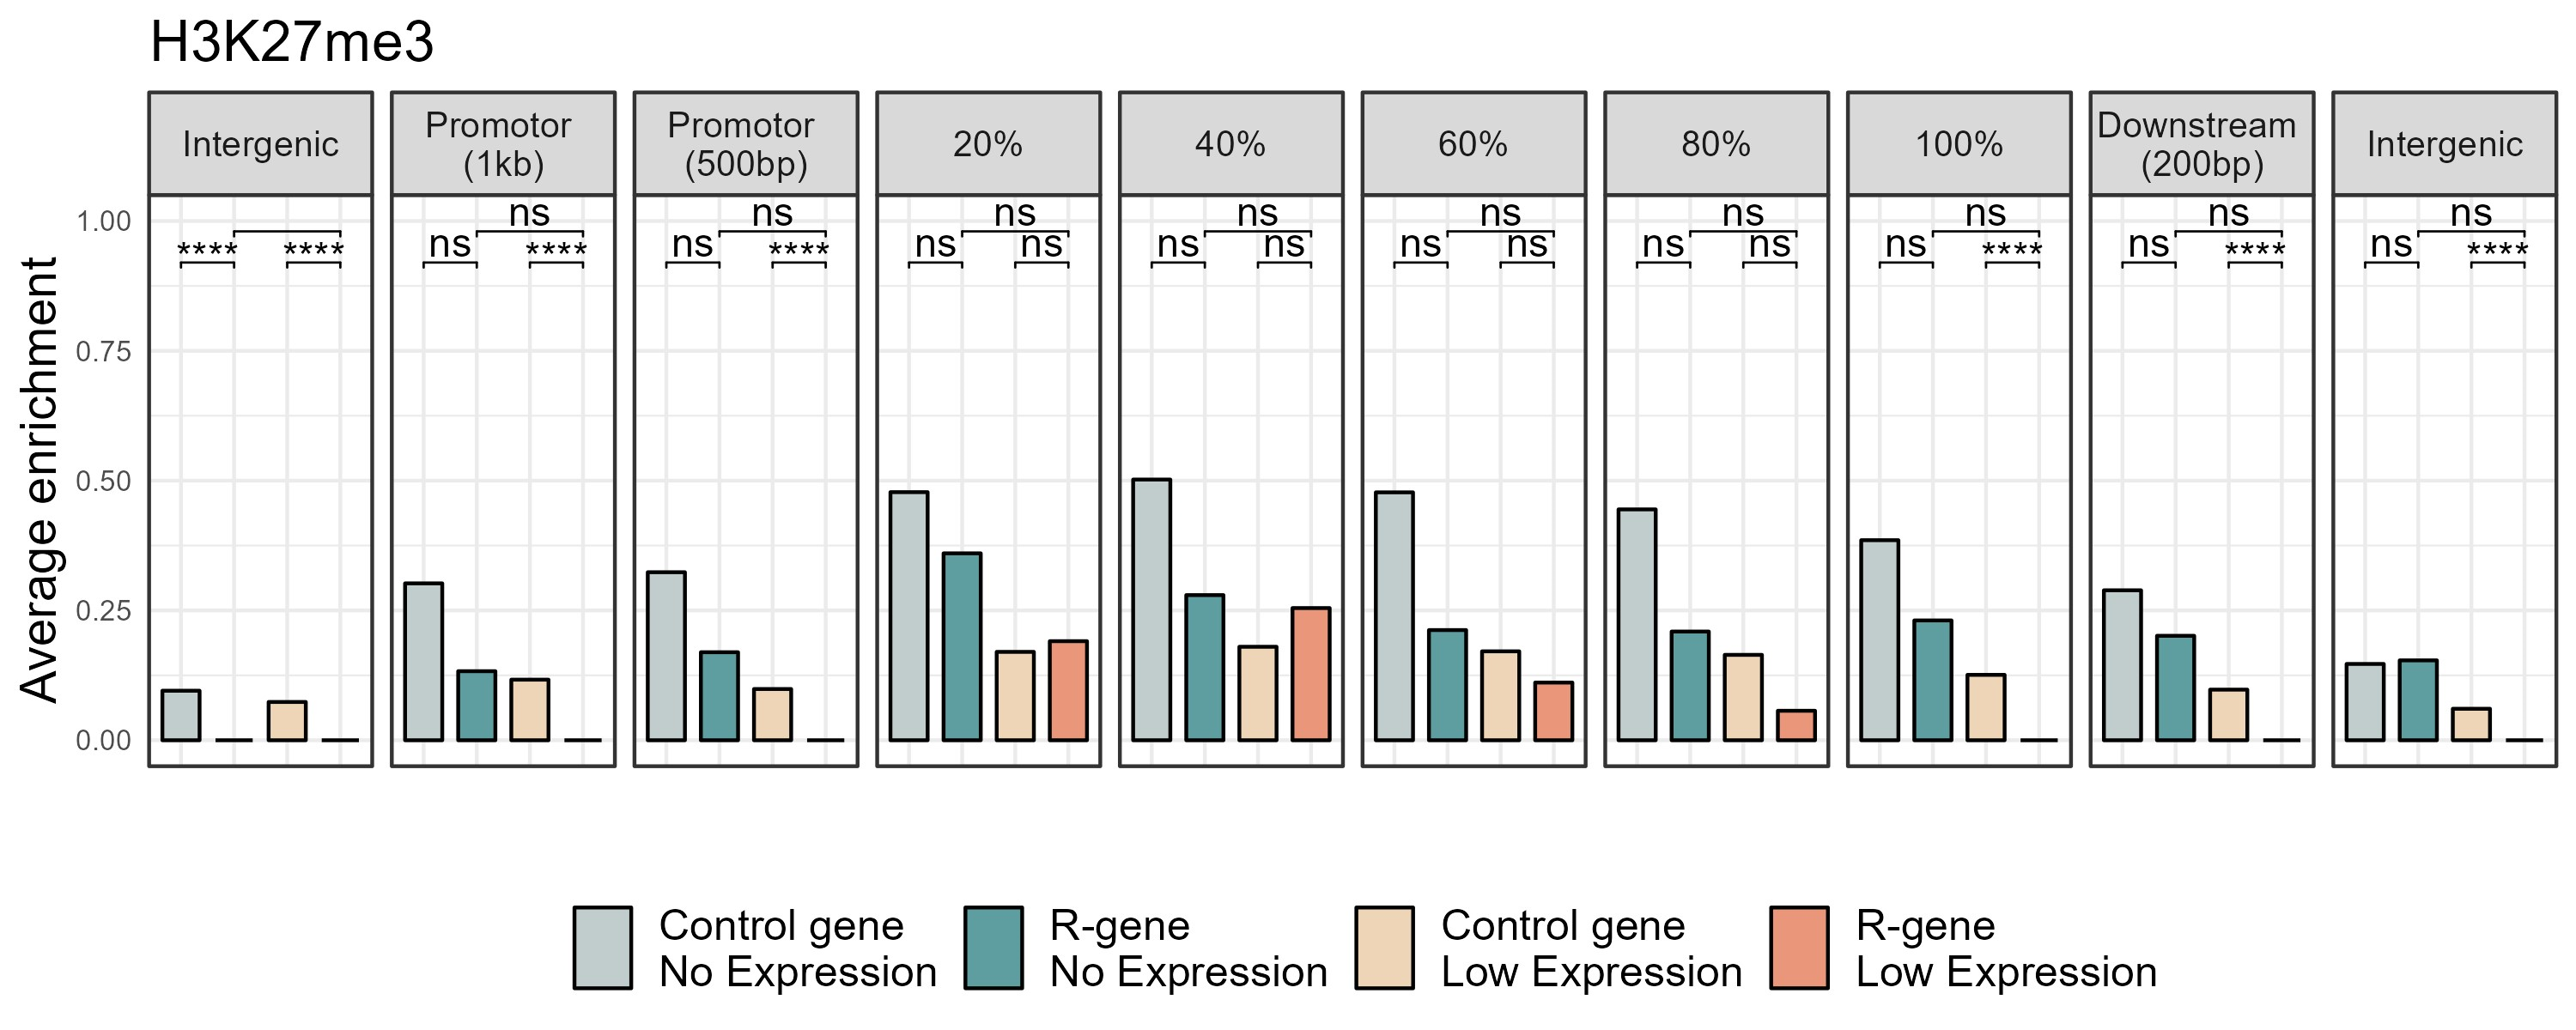 H3K27me3
Intergenic
Promotor
(1kb)
Promotor
(500bp)
20%
40%
60%
80%
100%
Downstream
(200bp)
Intergenic
Average enrichment
1.00
0.75
0.50
0.25
0.00
****
****
ns
ns
****
ns
ns
****
ns
ns
ns
ns
ns
ns
ns
ns
ns
ns
ns
ns
ns
ns
****
ns
ns
****
ns
ns
****
Control gene
No Expression
R-gene
No Expression
Control gene
Low Expression
R-gene
Low Expression